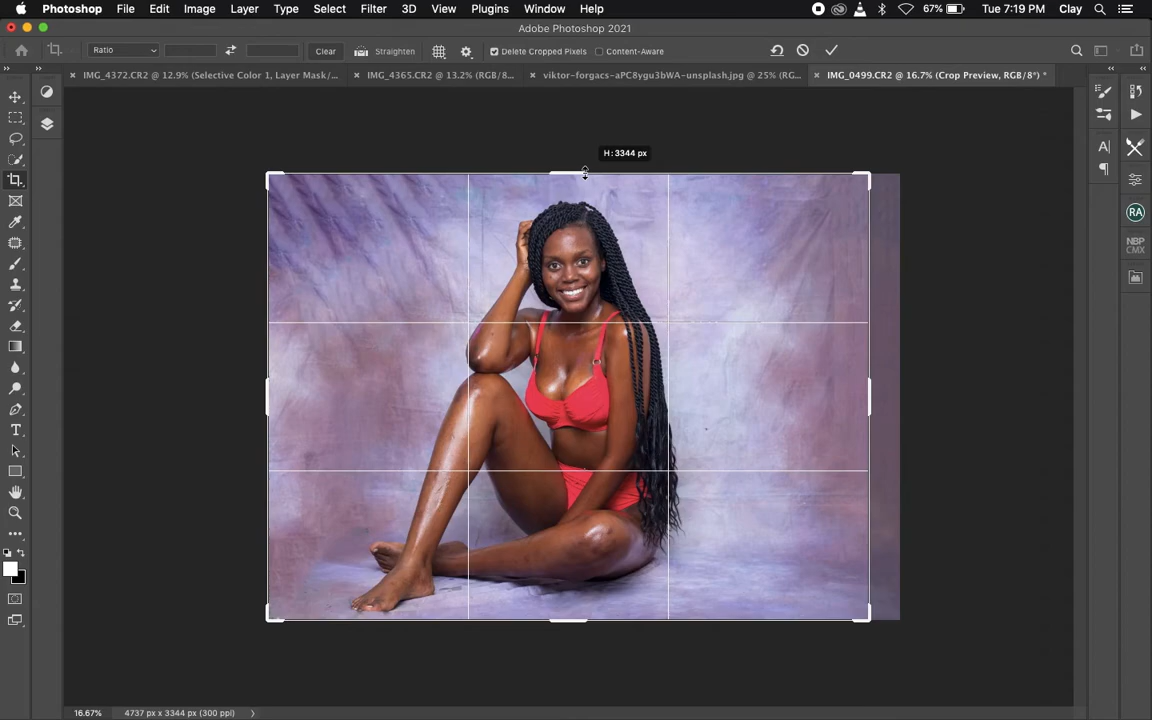 Photoshop File Edit Image Layer Type Select Filter 3D View Plugins Window Help 67% Tue 7:19 PM Clay
Adobe Photoshop 2021
Ratio Clear Straighten Delete Cropped Pixels Content-Aware
IMG_4372.CR2 @ 12.9% (Selective Color 1, Layer Mask/... IMG_4365.CR2 @ 13.2% (RGB/8... viktor-forgacs-aPC8ygu3bWA-unsplash.jpg @ 25% (RG... IMG_0499.CR2 @ 16.7% (Crop Preview, RGB/8*) *
H: 3344 px
A
RA
NBP
CMX
T
16.67% 4737 px x 3344 px (300 ppi)